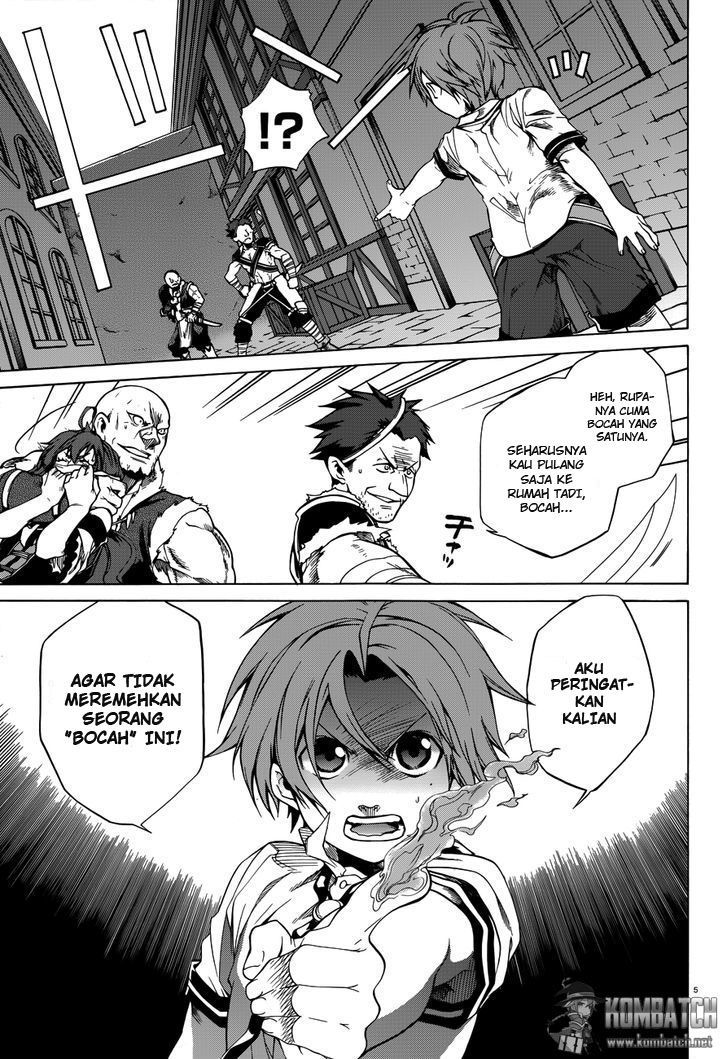 !?
HEH, RUPA-
NYA CUMA
BOCAH YANG
SATUNYA.
SEHARUSNYA
KAU PULANG
SAJA KE
RUMAH TADI,
BOCAH...
チャッ
AKU
PERINGAT-
KAN
KALIAN
AGAR TIDAK
MEREMEHKAN
SEORANG
"BOCAH" INI!
5
KOMBATCH
www.kombatch.net